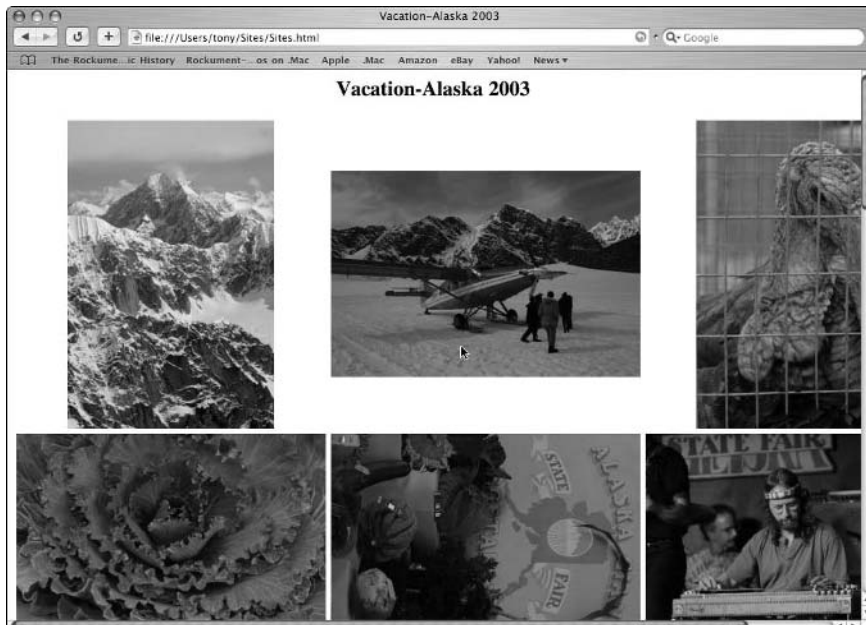 Vacation-Alaska 2003
file:///Users/tony/Sites/Sites.html
Google
The Rockume...ic History Rockument-...os on .Mac Apple .Mac Amazon eBay Yahoo! News
Vacation-Alaska 2003
STATE
FAIR
ALASKA
STATE FAIR